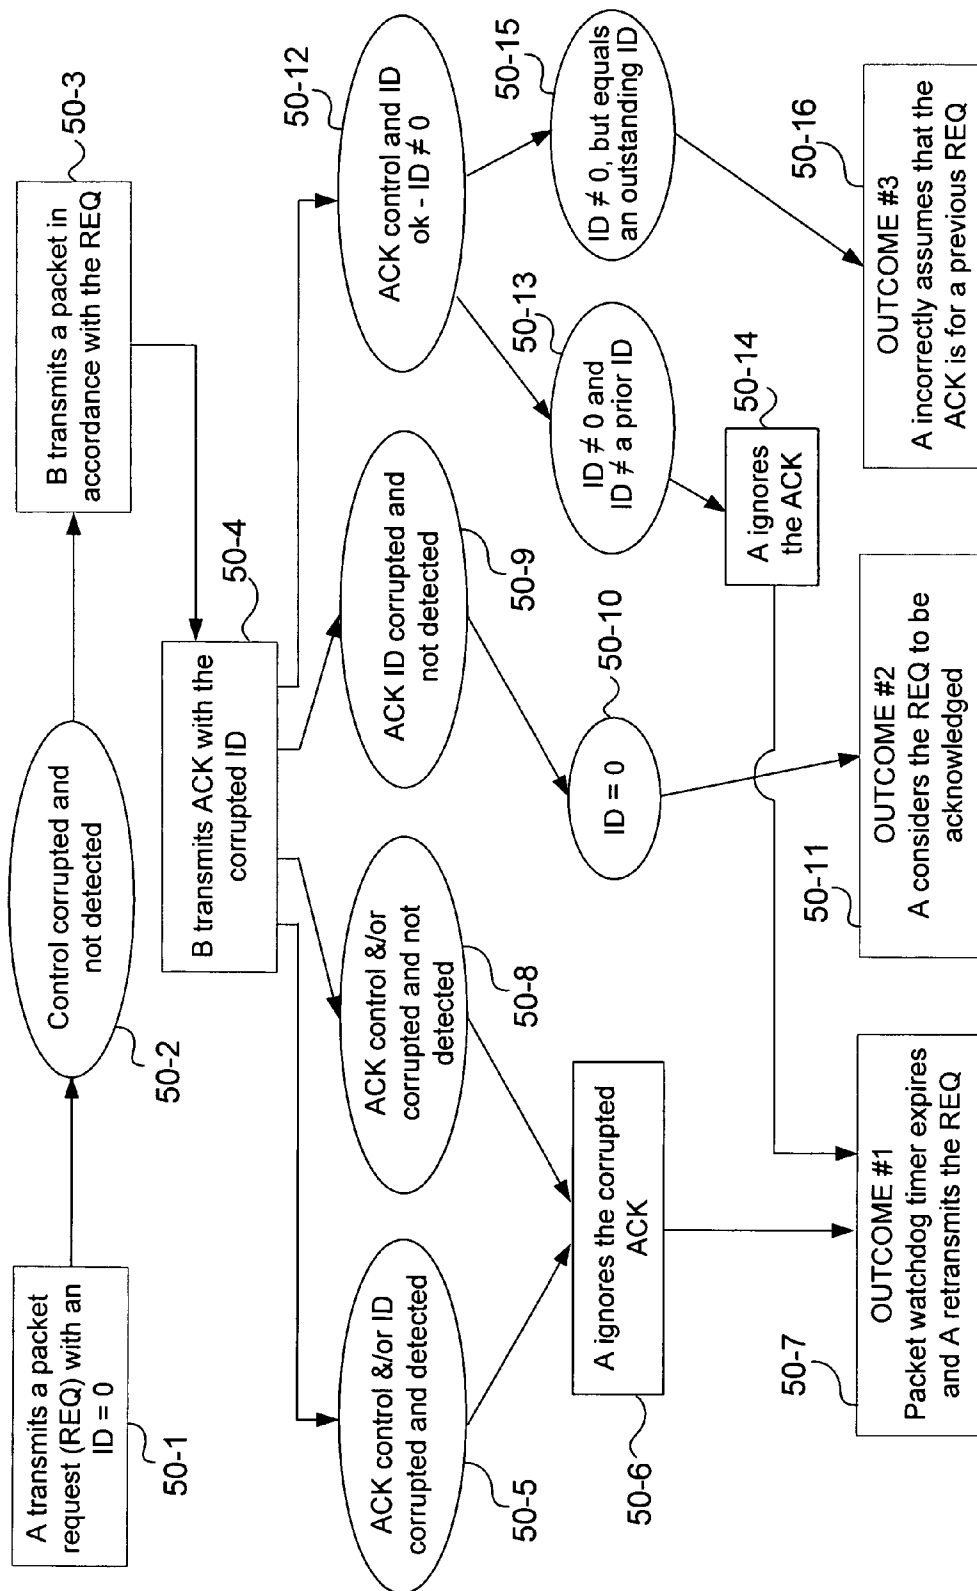 A transmits a packet
request (REQ) with an
ID = 0
50-1
Control corrupted and
not detected
50-2
B transmits a packet in
accordance with the REQ
50-3
B transmits ACK with the
corrupted ID
50-4
ACK control &/or ID
corrupted and detected
50-5
ACK control &/or
corrupted and not
detected
50-8
ACK ID corrupted and
not detected
50-9
ACK control and ID
ok - ID ≠ 0
50-12
A ignores the corrupted
ACK
50-6
ID = 0
50-10
ID ≠ 0 and
ID ≠ a prior ID
50-13
ID ≠ 0, but equals
an outstanding ID
50-15
A ignores
the ACK
50-14
OUTCOME #1
Packet watchdog timer expires
and A retransmits the REQ
50-7
OUTCOME #2
A considers the REQ to be
acknowledged
50-11
OUTCOME #3
A incorrectly assumes that the
ACK is for a previous REQ
50-16